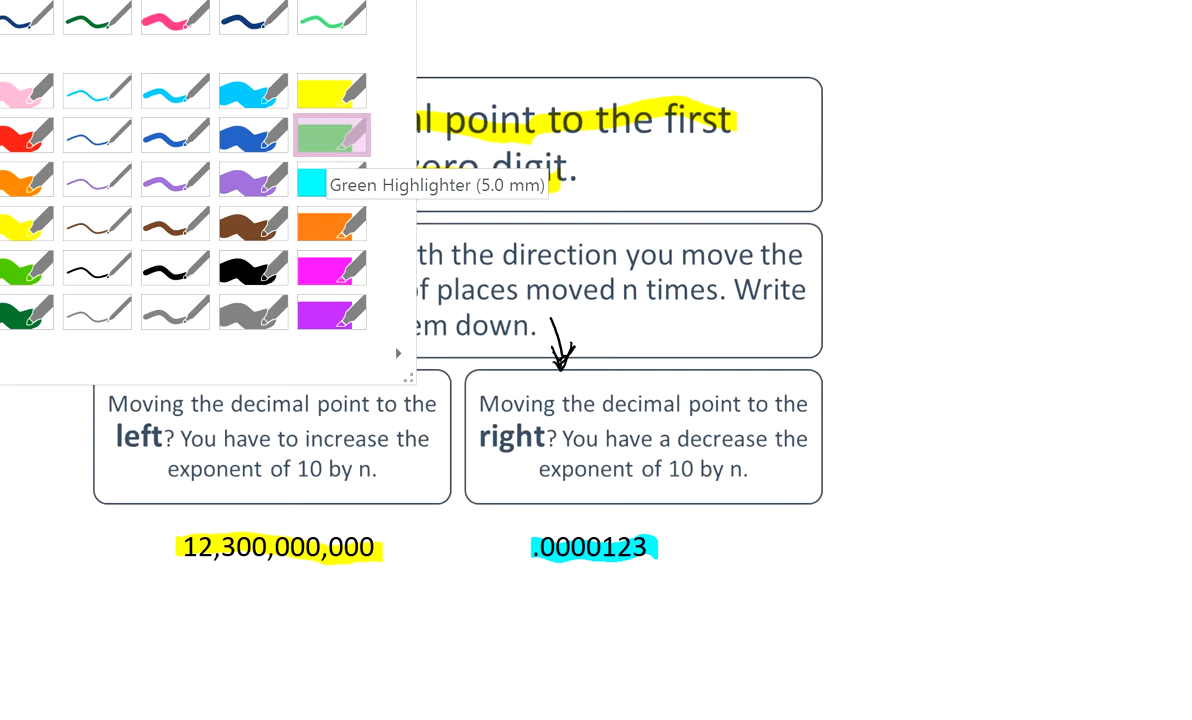 point to the first
digit.
Green Highlighter (5.0 mm)
the direction you move the
places moved n times. Write
down.
Moving the decimal point to the
left? You have to increase the
exponent of 10 by n.
Moving the decimal point to the
right? You have a decrease the
exponent of 10 by n.
12,300,000,000
.0000123